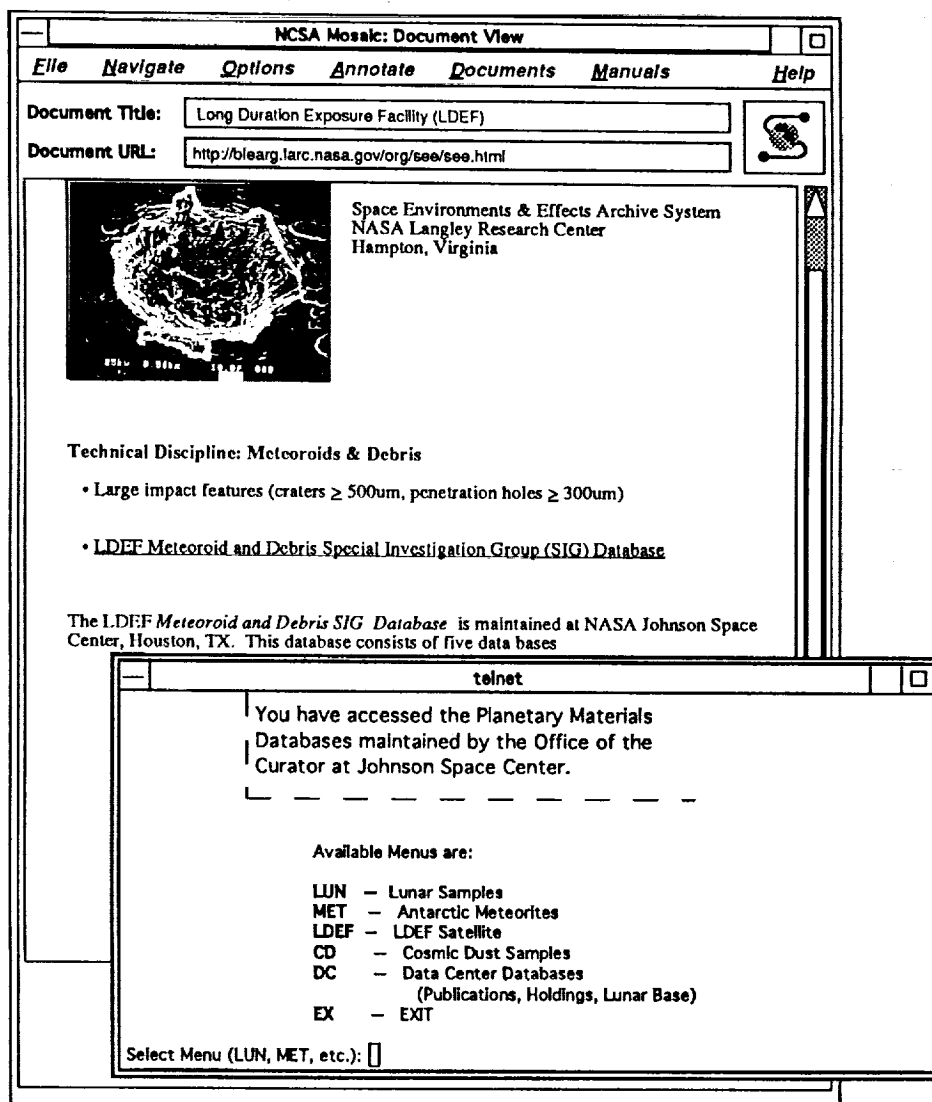 NCSA Mosaic: Document View
File Navigate Options Annotate Documents Manuals Help
Document Title: Long Duration Exposure Facility (LDEF)
Document URL: http://blearg.larc.nasa.gov/org/see/see.html
Space Environments & Effects Archive System
NASA Langley Research Center
Hampton, Virginia
Technical Discipline: Meteoroids & Debris
• Large impact features (craters ≥ 500um, penetration holes ≥ 300um)
• LDEF Meteoroid and Debris Special Investigation Group (SIG) Database
The LDEF Meteoroid and Debris SIG Database is maintained at NASA Johnson Space
Center, Houston, TX. This database consists of five data bases
telnet
You have accessed the Planetary Materials
Databases maintained by the Office of the
Curator at Johnson Space Center.
Available Menus are:
LUN – Lunar Samples
MET – Antarctic Meteorites
LDEF – LDEF Satellite
CD – Cosmic Dust Samples
DC – Data Center Databases
(Publications, Holdings, Lunar Base)
EX – EXIT
Select Menu (LUN, MET, etc.):